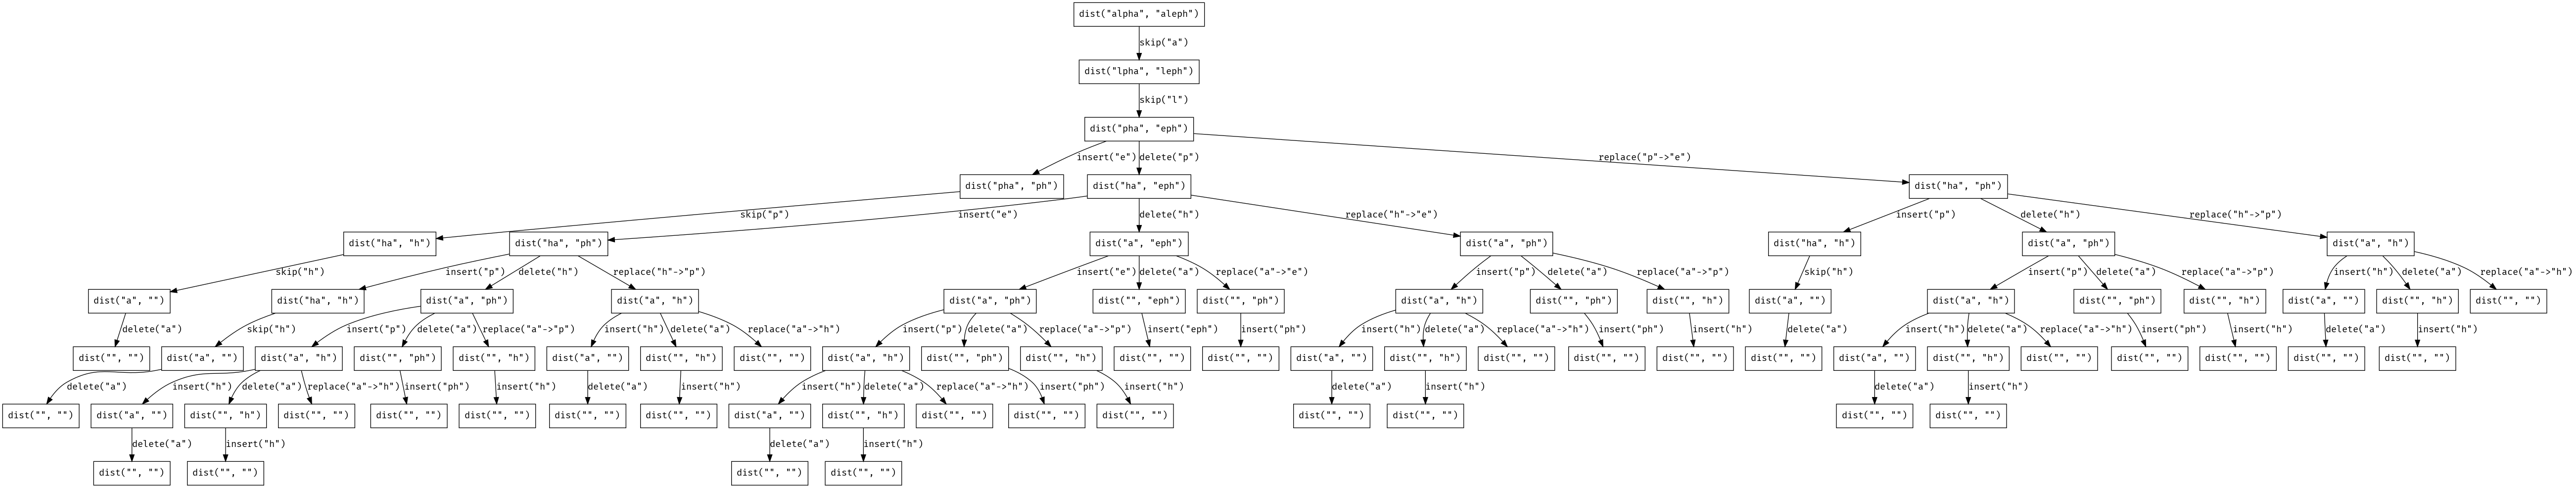 dist("alpha", "aleph")
skip("a")
dist("lpha", "leph")
skip("l")
dist("pha", "eph")
insert("e") delete("p") replace("p"->"e")
dist("pha", "ph") dist("ha", "eph") dist("ha", "ph")
skip("p") insert("e") delete("h") replace("h"->"e") insert("p") delete("h") replace("h"->"p")
dist("ha", "h") dist("ha", "ph") dist("a", "eph") dist("a", "ph") dist("ha", "h") dist("a", "ph") dist("a", "h")
skip("h") insert("p") delete("h") replace("h"->"p") insert("e") delete("a") replace("a"->"e") insert("p") delete("a") replace("a"->"p") skip("h") insert("p") delete("a") replace("a"->"p") insert("h") delete("a") replace("a"->"h")
dist("a", "") dist("ha", "h") dist("a", "ph") dist("a", "h") dist("a", "ph") dist("", "eph") dist("", "ph") dist("a", "h") dist("", "ph") dist("", "h") dist("a", "") dist("a", "h") dist("", "ph") dist("", "h") dist("a", "") dist("", "h") dist("", "")
delete("a") skip("h") insert("p") delete("a") replace("a"->"p") insert("h") delete("a") replace("a"->"h") insert("p") delete("a") replace("a"->"p") insert("eph") insert("ph") insert("h") delete("a") replace("a"->"h") insert("ph") insert("h") delete("a") insert("h") delete("a") replace("a"->"h") insert("ph") insert("h") delete("a") insert("h")
dist("", "") dist("a", "") dist("a", "h") dist("", "ph") dist("", "h") dist("a", "") dist("", "h") dist("", "") dist("a", "h") dist("", "ph") dist("", "h") dist("", "") dist("", "") dist("a", "") dist("", "h") dist("", "") dist("", "") dist("", "") dist("", "") dist("a", "") dist("", "h") dist("", "") dist("", "") dist("", "") dist("", "") dist("", "")
delete("a") insert("h") delete("a") replace("a"->"h") insert("ph") insert("h") delete("a") insert("h") insert("h") delete("a") replace("a"->"h") insert("ph") insert("h") delete("a") insert("h") delete("a") insert("h")
dist("", "") dist("a", "") dist("", "h") dist("", "") dist("", "") dist("", "") dist("", "") dist("", "") dist("a", "") dist("", "h") dist("", "") dist("", "") dist("", "") dist("", "") dist("", "") dist("", "") dist("", "")
delete("a") insert("h") delete("a") insert("h")
dist("", "") dist("", "") dist("", "") dist("", "")